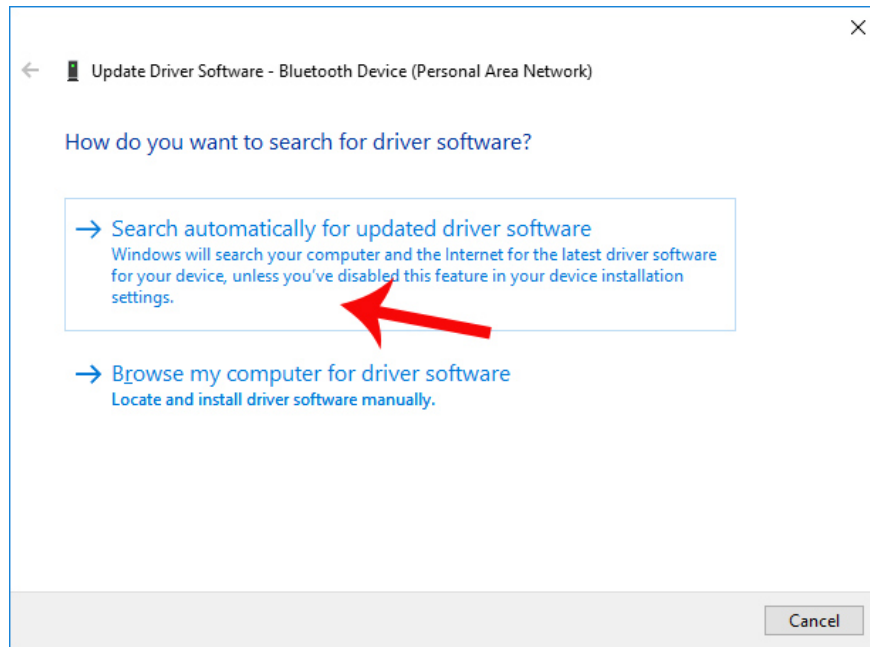 Update Driver Software - Bluetooth Device (Personal Area Network)
How do you want to search for driver software?
Search automatically for updated driver software
Windows will search your computer and the Internet for the latest driver software
for your device, unless you've disabled this feature in your device installation
settings.
Browse my computer for driver software
Locate and install driver software manually.
Cancel